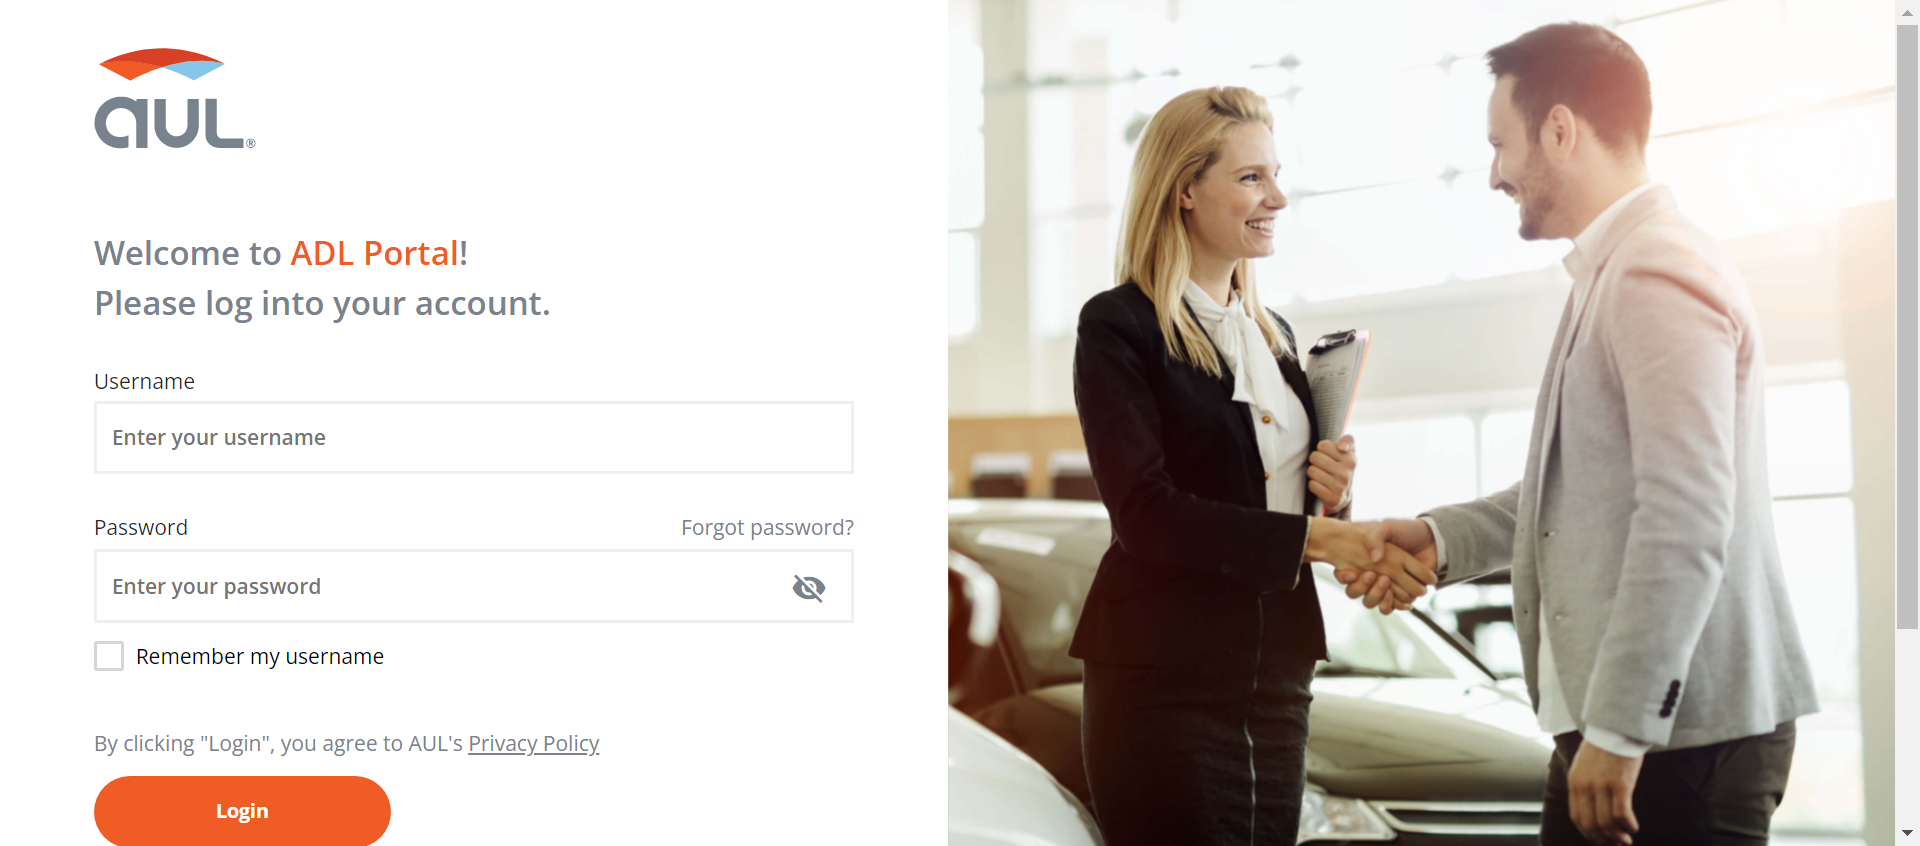 aul®
Welcome to ADL Portal!
Please log into your account.
Username
Enter your username
Password
Forgot password?
Enter your password
Remember my username
By clicking "Login", you agree to AUL's Privacy Policy
Login